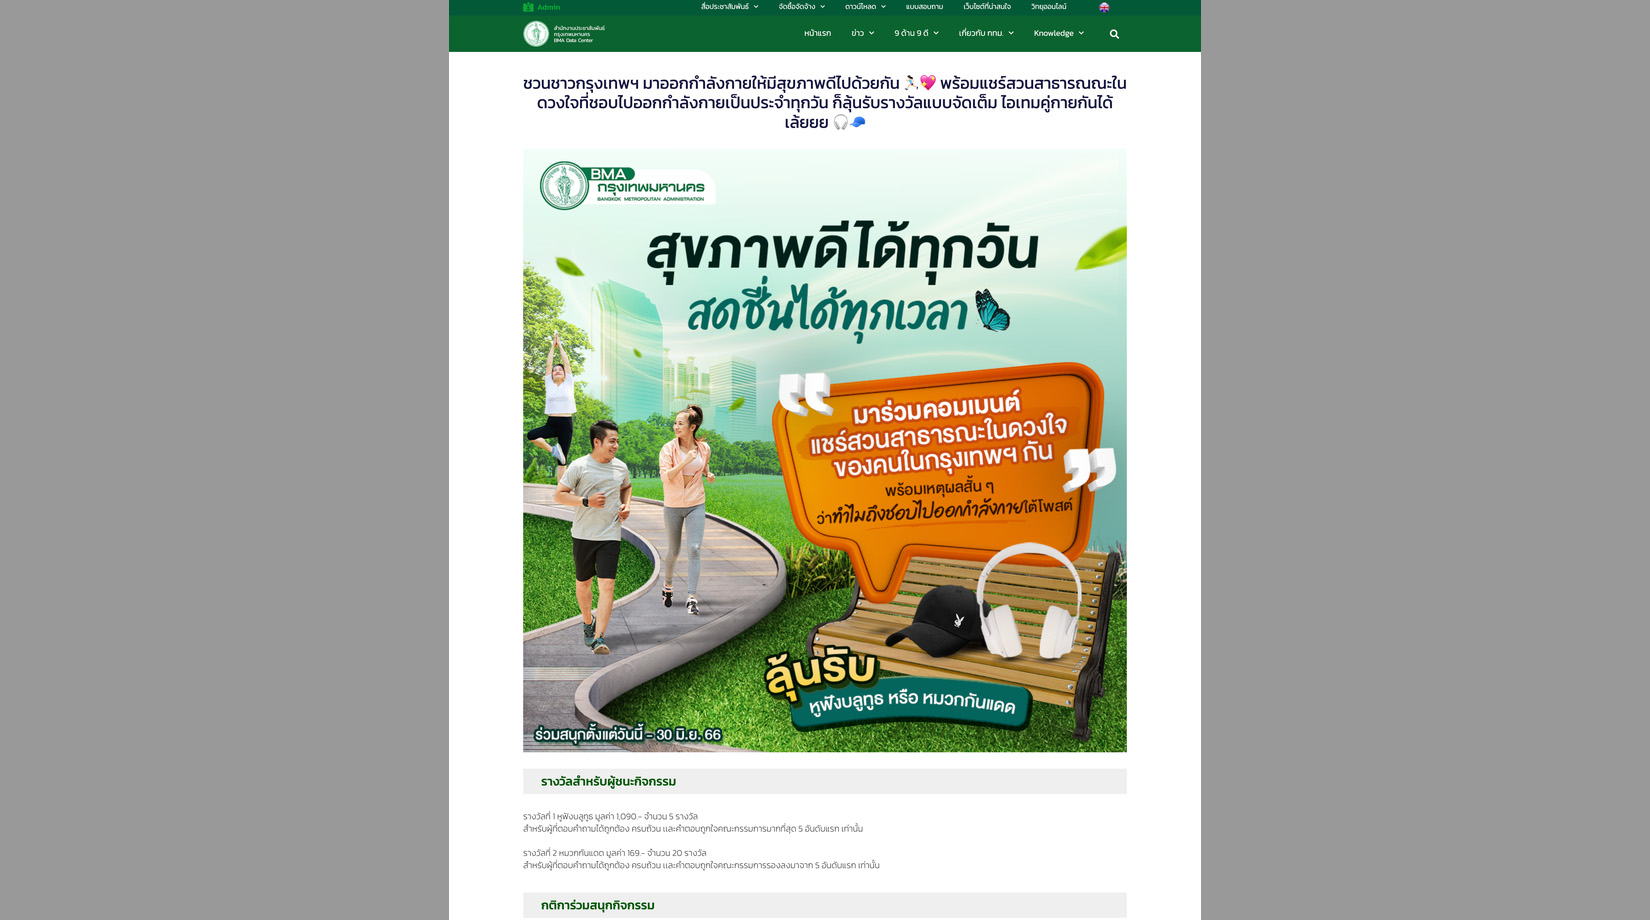 Admin
สื่อประชาสัมพันธ์ จัดซื้อจัดจ้าง ดาวน์โหลด แบบสอบถาม เว็บไซต์ที่น่าสนใจ วิทยุออนไลน์
สำนักงานประชาสัมพันธ์
กรุงเทพมหานคร
BMA Data Center
หน้าแรก ข่าว 9 ด้าน 9 ดี เกี่ยวกับ กทม. Knowledge
ชวนชาวกรุงเทพฯ มาออกกำลังกายให้มีสุขภาพดีไปด้วยกัน 🏃🏻💖 พร้อมแชร์สวนสาธารณณะใน
ดวงใจที่ชอบไปออกกำลังกายเป็นประจำทุกวัน ก็ลุ้นรับรางวัลแบบจัดเต็ม ไอเทมคู่กายกันได้
เล้ยยย 🎧🧢
BMA
กรุงเทพมหานคร
BANGKOK METROPOLITAN ADMINISTRATION
สุขภาพดีได้ทุกวัน
สดชื่นได้ทุกเวลา
มาร่วมคอมเมนต์
แชร์สวนสาธารณะในดวงใจ
ของคนในกรุงเทพฯ กัน
พร้อมเหตุผลสั้น ๆ
ว่าทำไมถึงชอบไปออกกำลังกายใต้โพสต์
ลุ้นรับ
หูฟังบลูทูธ หรือ หมวกกันแดด
ร่วมสนุกตั้งแต่วันนี้ - 30 มิ.ย. 66
รางวัลสำหรับผู้ชนะกิจกรรม
รางวัลที่ 1 หูฟังบลูทูธ มูลค่า 1,090.- จำนวน 5 รางวัล
สำหรับผู้ที่ตอบคำถามได้ถูกต้อง ครบถ้วน และคำตอบถูกใจคณะกรรมการมากที่สุด 5 อันดับแรก เท่านั้น
รางวัลที่ 2 หมวกกันแดด มูลค่า 169.- จำนวน 20 รางวัล
สำหรับผู้ที่ตอบคำถามได้ถูกต้อง ครบถ้วน และคำตอบถูกใจคณะกรรมการรองลงมาจาก 5 อันดับแรก เท่านั้น
กติการ่วมสนุกกิจกรรม